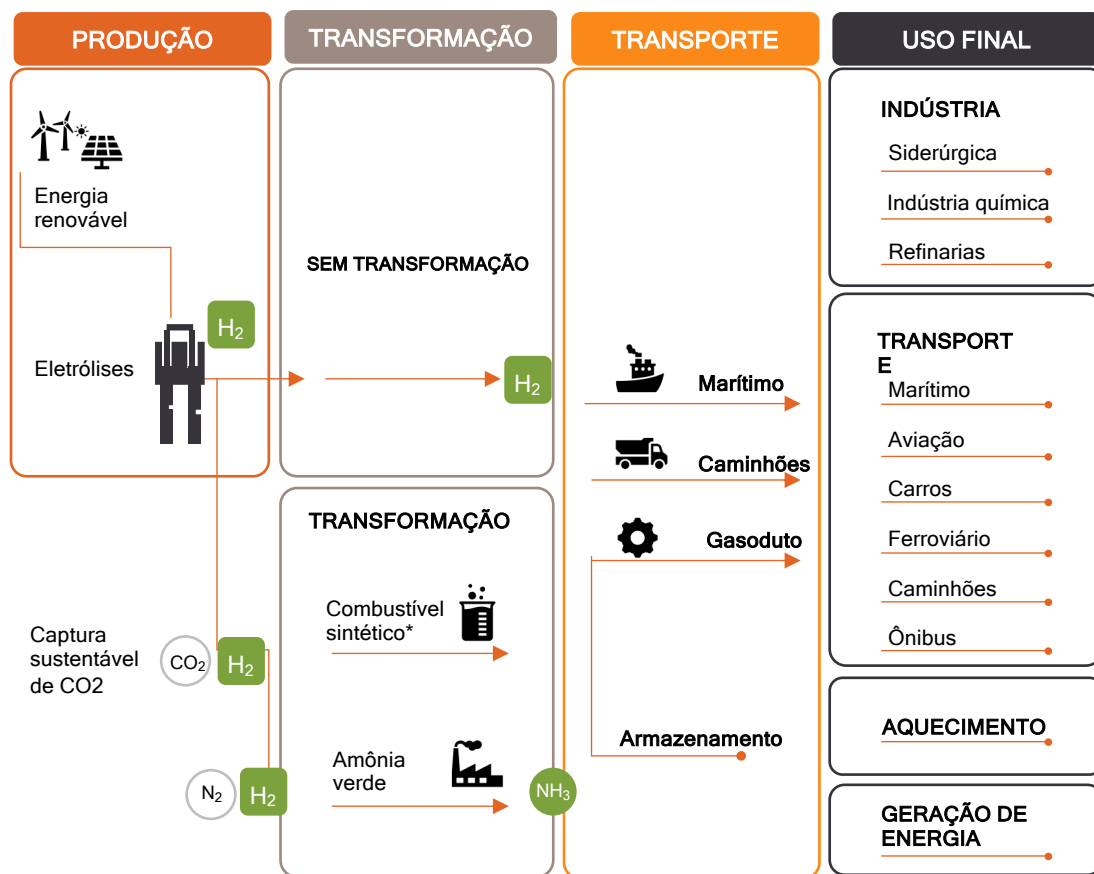 PRODUÇÃO
TRANSFORMAÇÃO
TRANSPORTE
USO FINAL
Energia
renovável
Eletrólises
H₂
Captura
sustentável
de CO2
CO₂
H₂
N₂
H₂
SEM TRANSFORMAÇÃO
H₂
TRANSFORMAÇÃO
Combustível
sintético*
Amônia
verde
NH₃
Marítimo
Caminhões
Gasoduto
Armazenamento
INDÚSTRIA
Siderúrgica
Indústria química
Refinarias
TRANSPORT
E
Marítimo
Aviação
Carros
Ferroviário
Caminhões
Ônibus
AQUECIMENTO
GERAÇÃO DE
ENERGIA